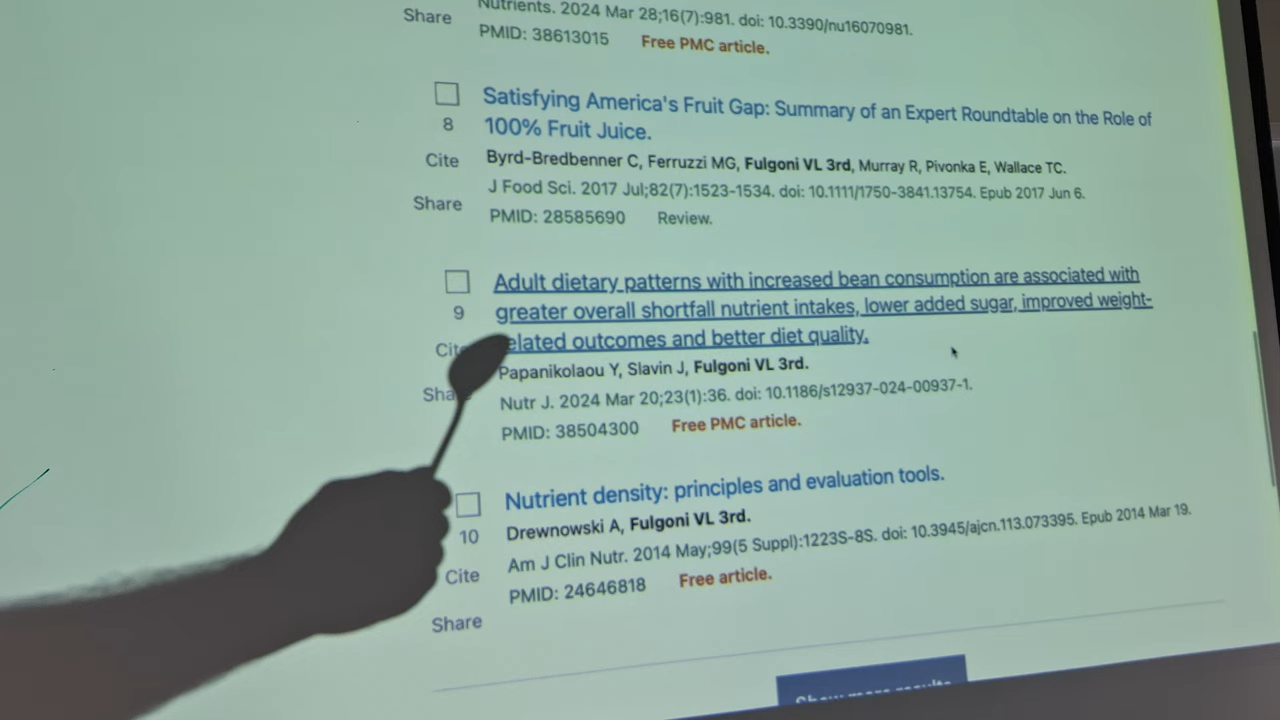 Nutrients. 2024 Mar 28;16(7):981. doi: 10.3390/nu16070981.
Share
PMID: 38613015 Free PMC article.
Satisfying America's Fruit Gap: Summary of an Expert Roundtable on the Role of
8
100% Fruit Juice.
Cite
Byrd-Bredbenner C, Ferruzzi MG, Fulgoni VL 3rd, Murray R, Pivonka E, Wallace TC.
J Food Sci. 2017 Jul;82(7):1523-1534. doi: 10.1111/1750-3841.13754. Epub 2017 Jun 6.
Share
PMID: 28585690 Review.
Adult dietary patterns with increased bean consumption are associated with
9
greater overall shortfall nutrient intakes, lower added sugar, improved weight-
elated outcomes and better diet quality.
Cite
Papanikolaou Y, Slavin J, Fulgoni VL 3rd.
Sha
Nutr J. 2024 Mar 20;23(1):36. doi: 10.1186/s12937-024-00937-1.
PMID: 38504300 Free PMC article.
Nutrient density: principles and evaluation tools.
10
Drewnowski A, Fulgoni VL 3rd.
Cite
Am J Clin Nutr. 2014 May;99(5 Suppl):1223S-8S. doi: 10.3945/ajcn.113.073395. Epub 2014 Mar 19.
PMID: 24646818 Free article.
Share
Show more results